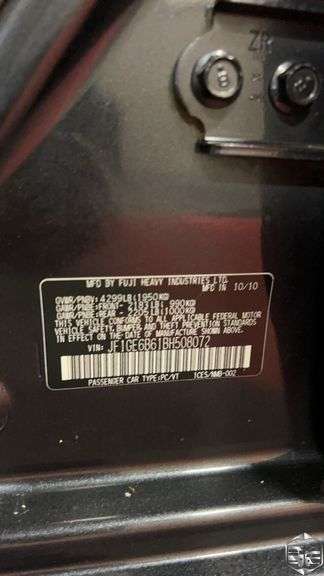 ZR
MFD BY FUJI HEAVY INDUSTRIES LTD.
MFD IN 10/10
GVWR/PNBV:4299LB(1950KG)
GAWR/PNBE:FRONT- 2183LB( 990KG)
GAWR/PNBE:REAR - 2205LB(1000KG)
THIS VEHICLE CONFORMS TO
ALL APPLICABLE FEDERAL MOTOR
VEHICLE SAFETY, BUMPER, AND THEFT PREVENTION STANDARDS
IN EFFECT ON THE DATE OF MANUFACTURE SHOWN ABOVE.
VIN: JF1GE6B61BH508072
PASSENGER CAR TYPE:PC/VT ICES/NMB-002